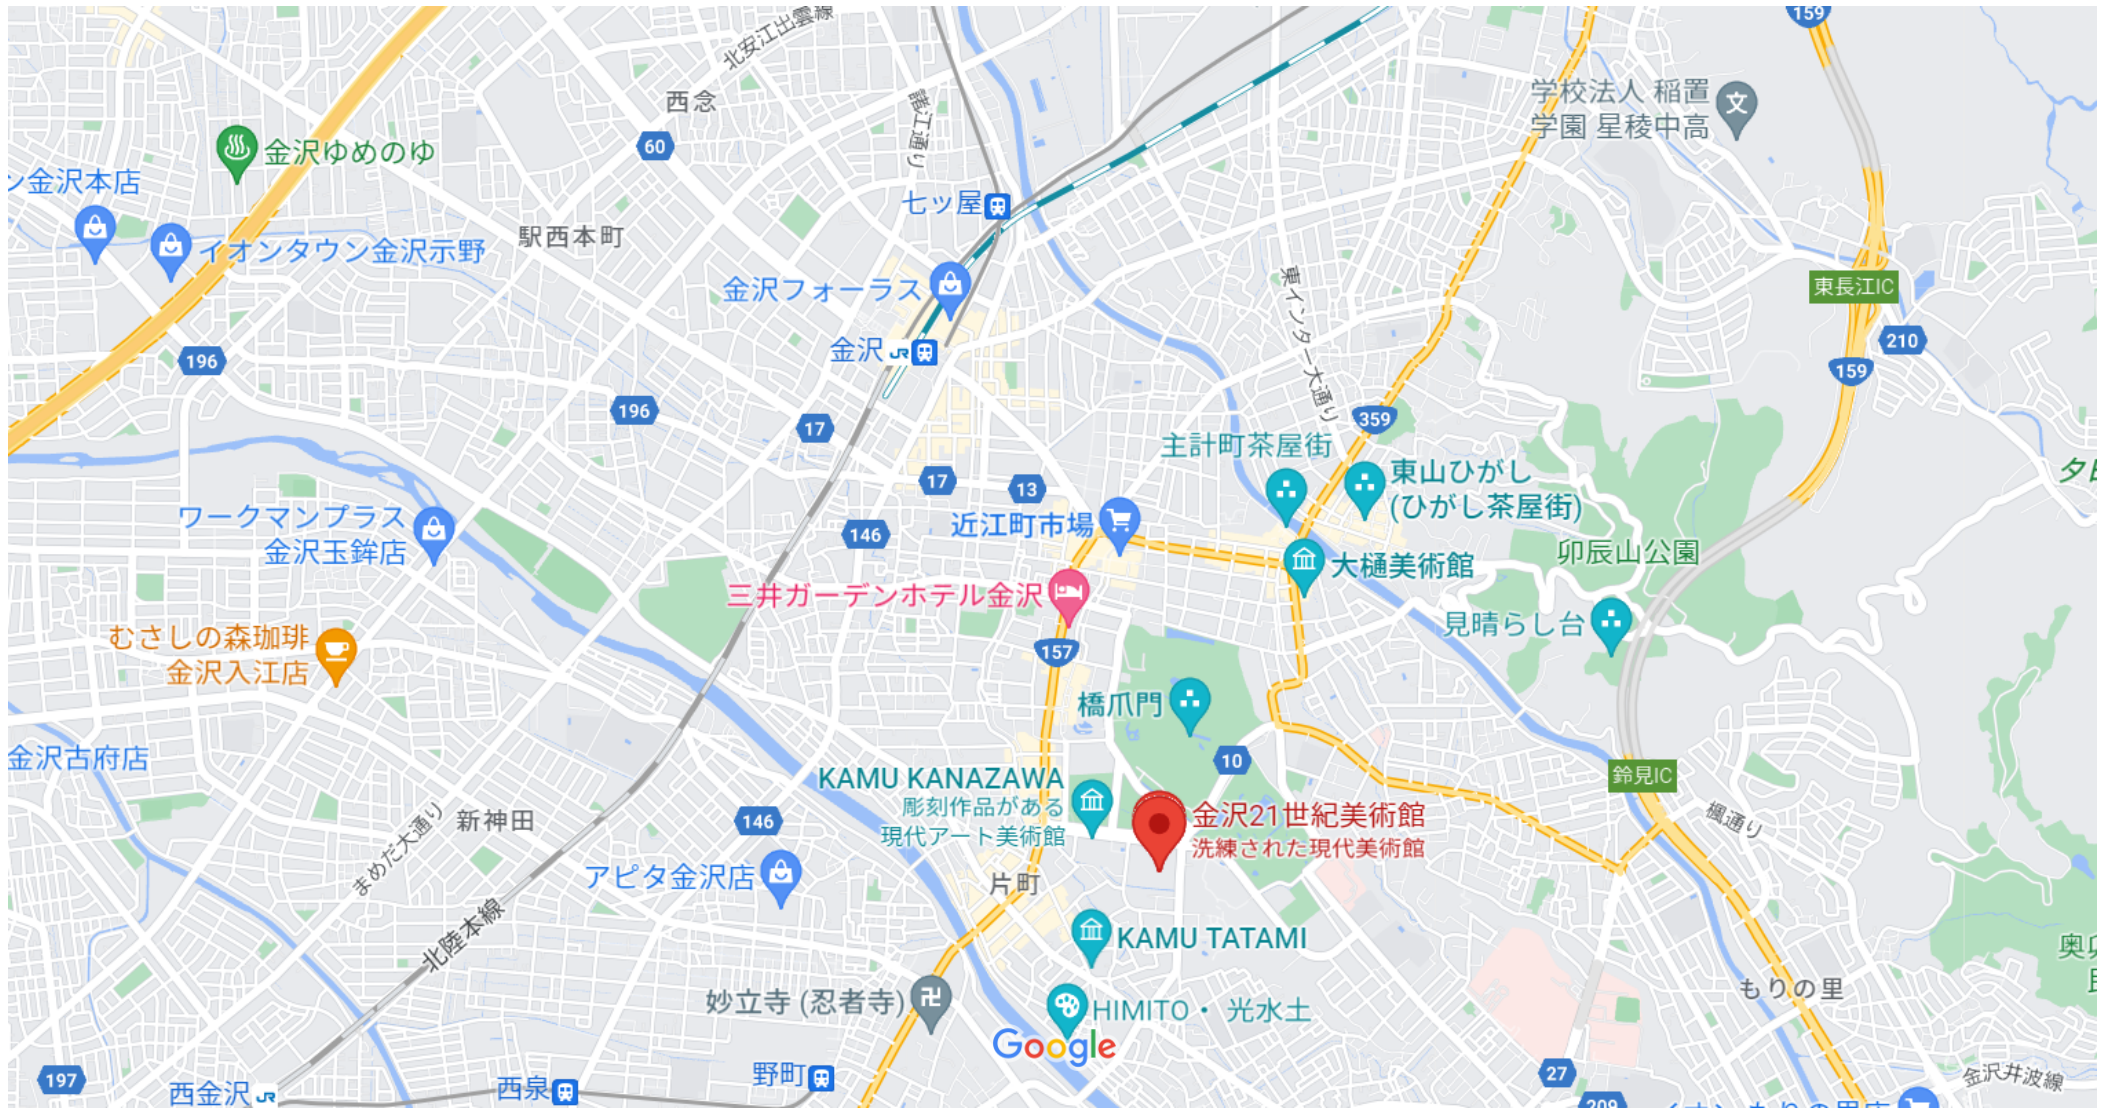 159
北安江出雲線
西念
諸江通り
学校法人 稲置
学園 星稜中高
60
金沢ゆめのゆ
ン金沢本店
七ッ屋
駅西本町
イオンタウン金沢示野
金沢フォーラス
東インター大通り
東長江IC
210
159
金沢
JR
196
196
17
359
主計町茶屋街
東山ひがし
(ひがし茶屋街)
17
13
146
近江町市場
ワークマンプラス
金沢玉鉾店
大樋美術館
卯辰山公園
三井ガーデンホテル金沢
見晴らし台
むさしの森珈琲
金沢入江店
157
橋爪門
10
金沢古府店
鈴見IC
楓通り
KAMU KANAZAWA
彫刻作品がある
現代アート美術館
金沢21世紀美術館
洗練された現代美術館
146
新神田
まめだ大通り
アピタ金沢店
片町
北陸本線
KAMU TATAMI
もりの里
妙立寺 (忍者寺)
HIMITO・ 光水土
Google
197
西金沢
JR
西泉
野町
27
209
金沢井波線